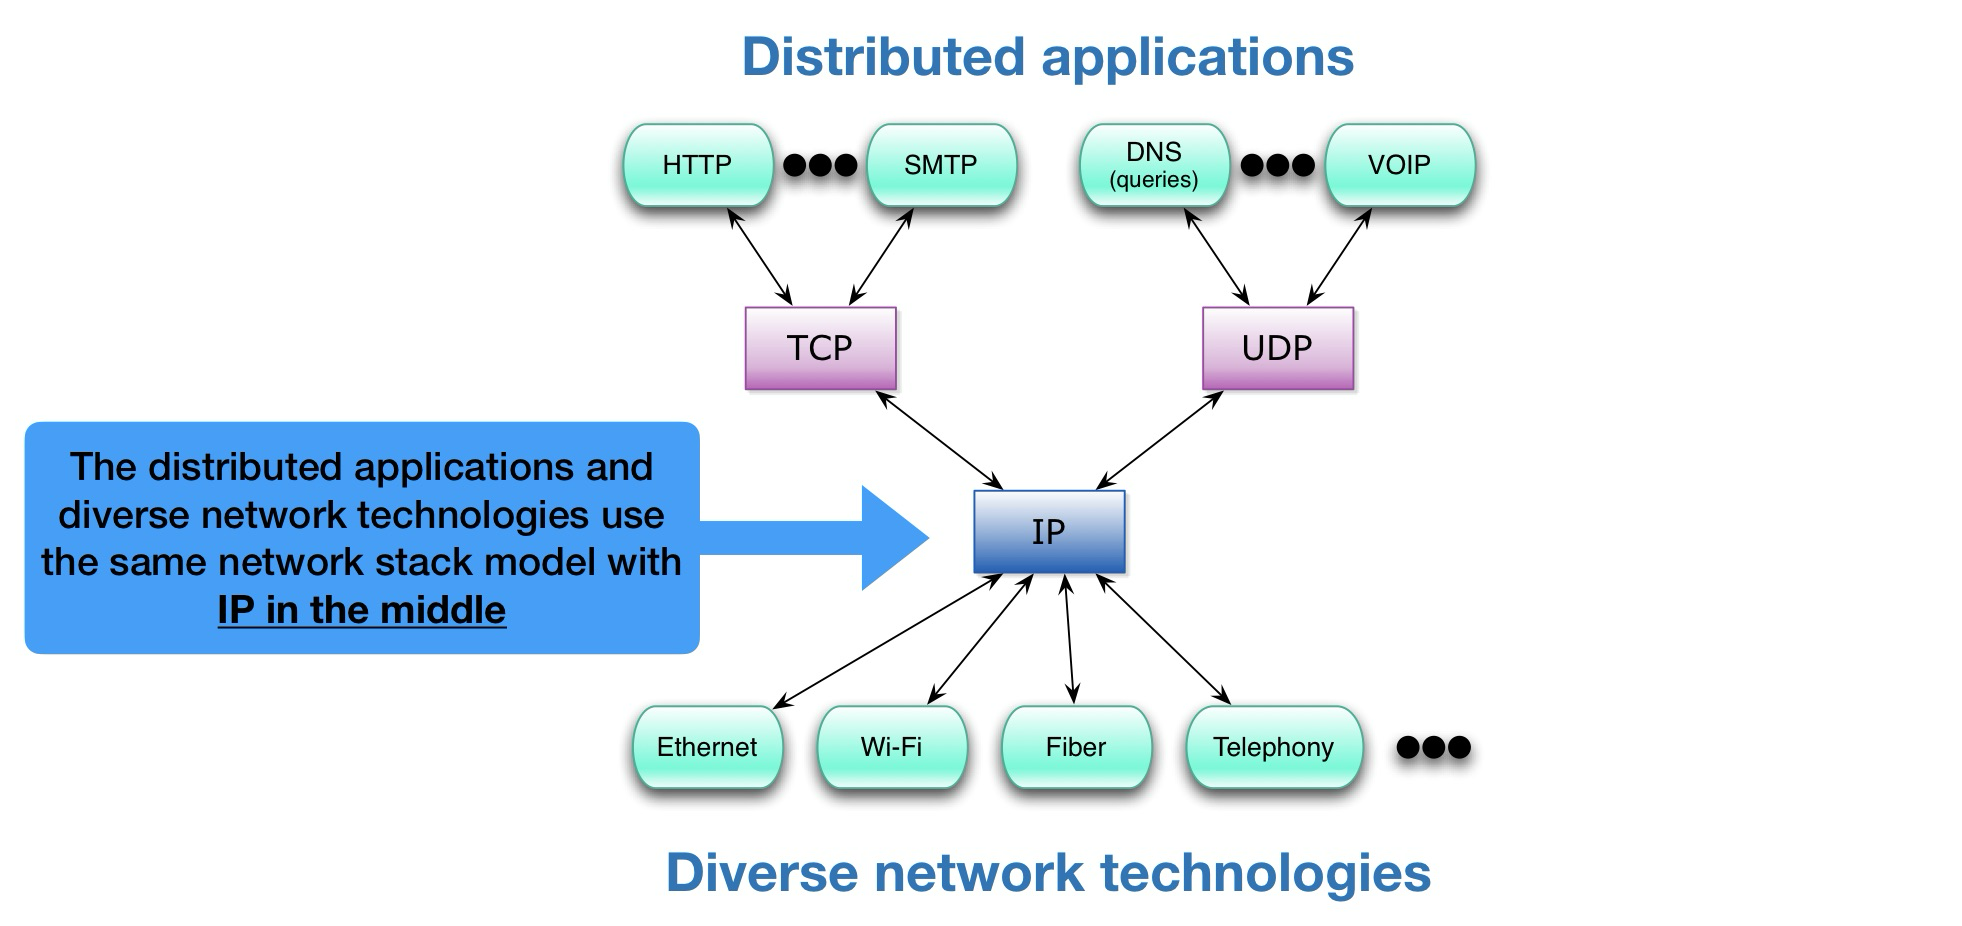 Distributed applications
HTTP
SMTP
DNS
(queries)
VOIP
TCP
UDP
The distributed applications and
diverse network technologies use
the same network stack model with
IP in the middle
IP
Ethernet
Wi-Fi
Fiber
Telephony
Diverse network technologies